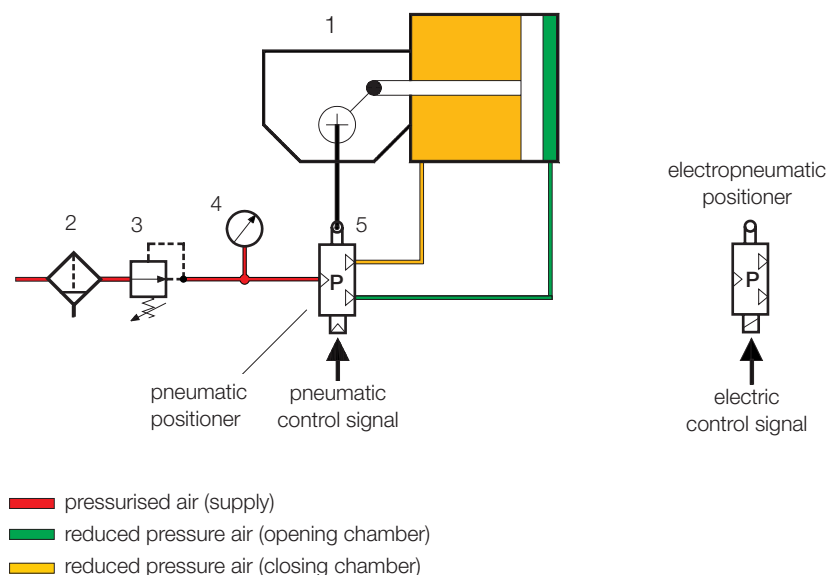 1
2
3
4
5
P
pneumatic
positioner
pneumatic
control signal
electropneumatic
positioner
P
electric
control signal
pressurised air (supply)
reduced pressure air (opening chamber)
reduced pressure air (closing chamber)